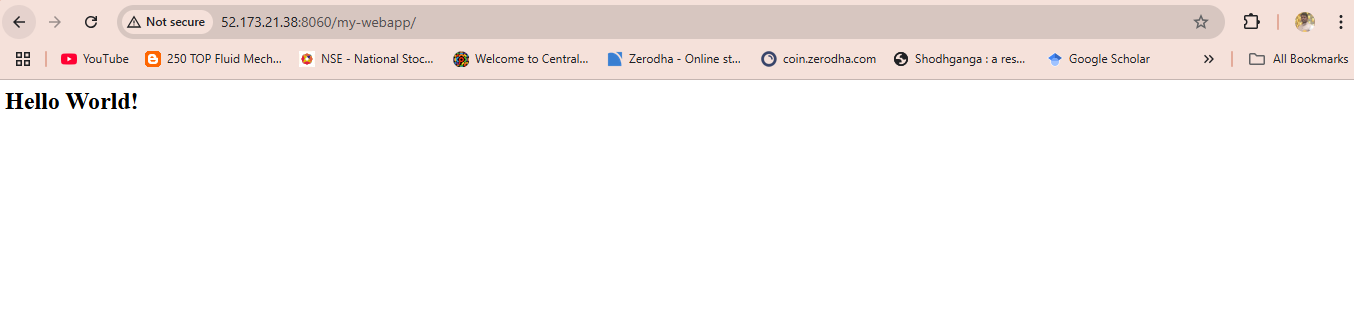 Not secure 52.173.21.38:8060/my-webapp/
YouTube 250 TOP Fluid Mech... NSE - National Stoc... Welcome to Central... Zerodha - Online st... coin.zerodha.com Shodhganga : a res... Google Scholar » All Bookmarks
Hello World!